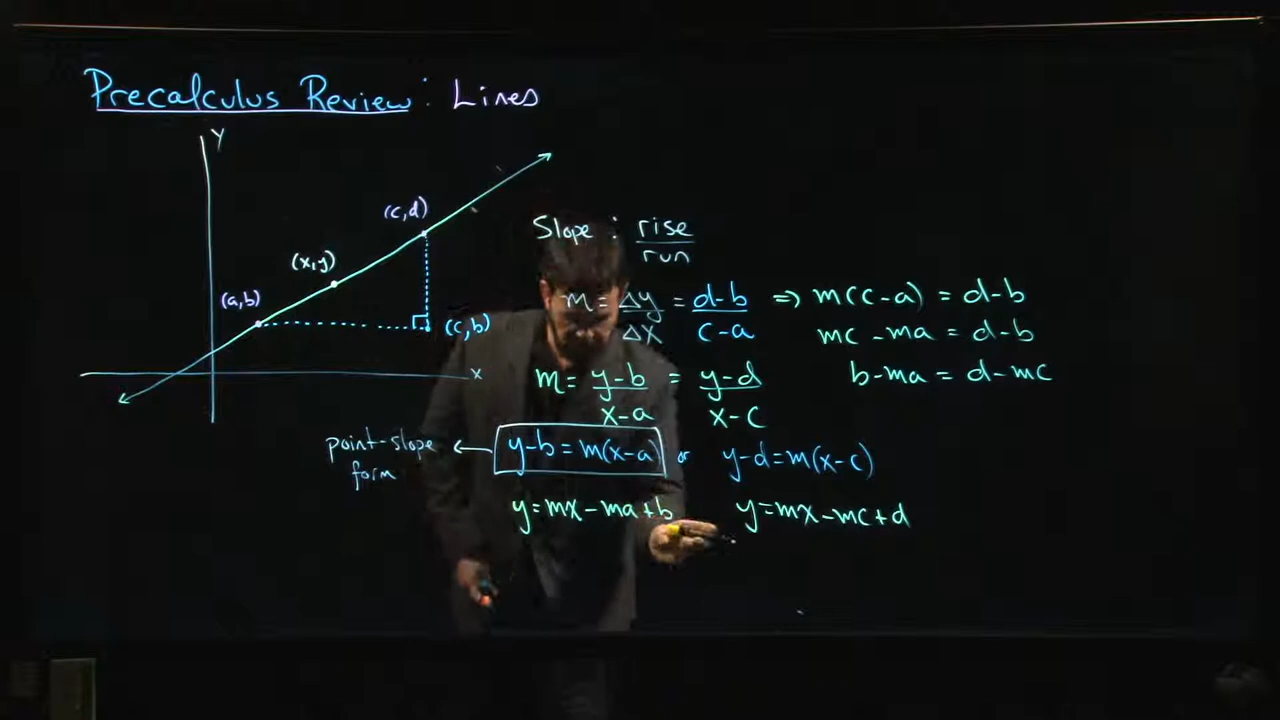 Precalculus Review: Lines
Y
(c,d)
(x,y)
(a,b)
(c,b)
x
Slope : rise/run
m = Δy/Δx = d-b/c-a ⇒ m(c-a) = d-b
mc - ma = d-b
b-ma = d-mc
m = y-b/x-a = y-d/x-c
point-slope form ← y-b = m(x-a) or y-d = m(x-c)
y = mx - ma + b y = mx - mc + d